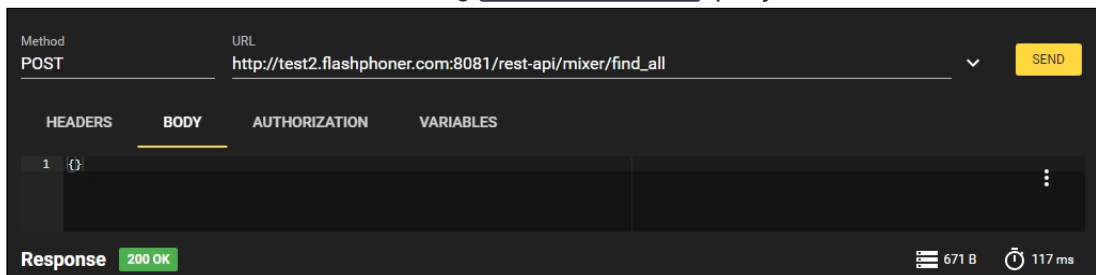 Method
URL
POST
http://test2.flashphoner.com:8081/rest-api/mixer/find_all
SEND
HEADERS BODY AUTHORIZATION VARIABLES
1 {}
Response 200 OK 671 B 117 ms